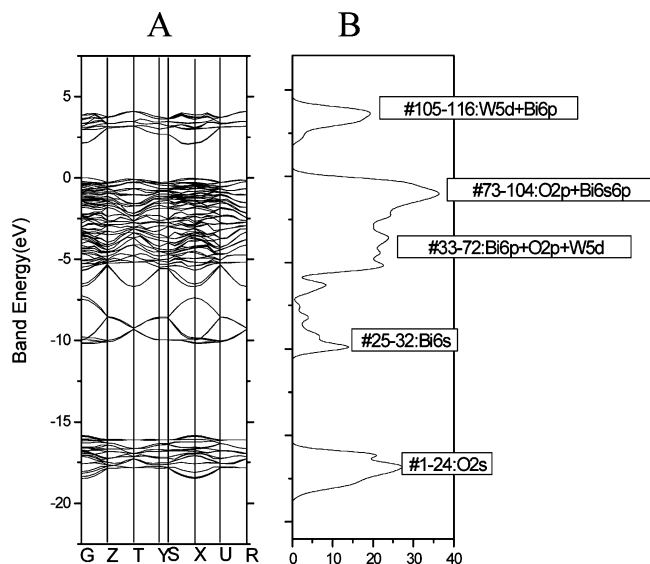 A B
5
0
-5
-10
-15
-20
Band Energy(eV)
G Z T Y S X U R
#105-116:W5d+Bi6p
#73-104:O2p+Bi6s6p
#33-72:Bi6p+O2p+W5d
#25-32:Bi6s
#1-24:O2s
0 10 20 30 40